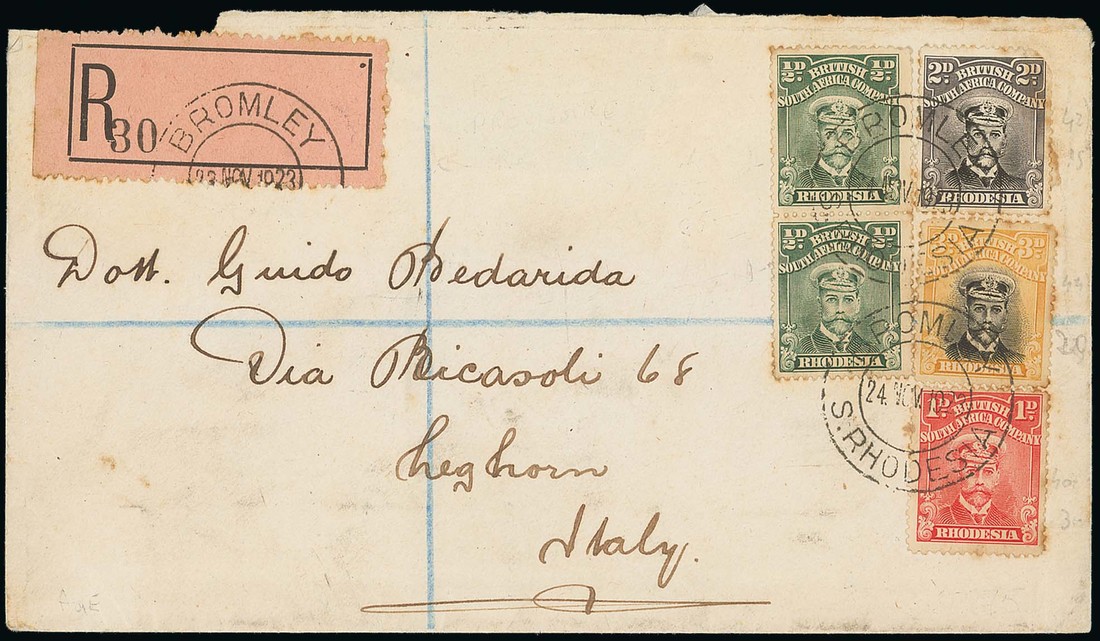 R
30
BROMLEY
23 NOV. 1923
½D ½D
BRITISH
SOUTH AFRICA COMPANY
RHODESIA
2D 2D
BRITISH
SOUTH AFRICA COMPANY
RHODESIA
½D ½D
BRITISH
SOUTH AFRICA COMPANY
RHODESIA
3D
BRITISH
SOUTH AFRICA COMPANY
RHODESIA
1D 1D
BRITISH
SOUTH AFRICA COMPANY
RHODESIA
BROMLEY
BROMLEY
24. NOV. 192
S. RHODESIA
Dott. Guido Bedarida
Via Ricasoli 68
Leghorn
Italy.